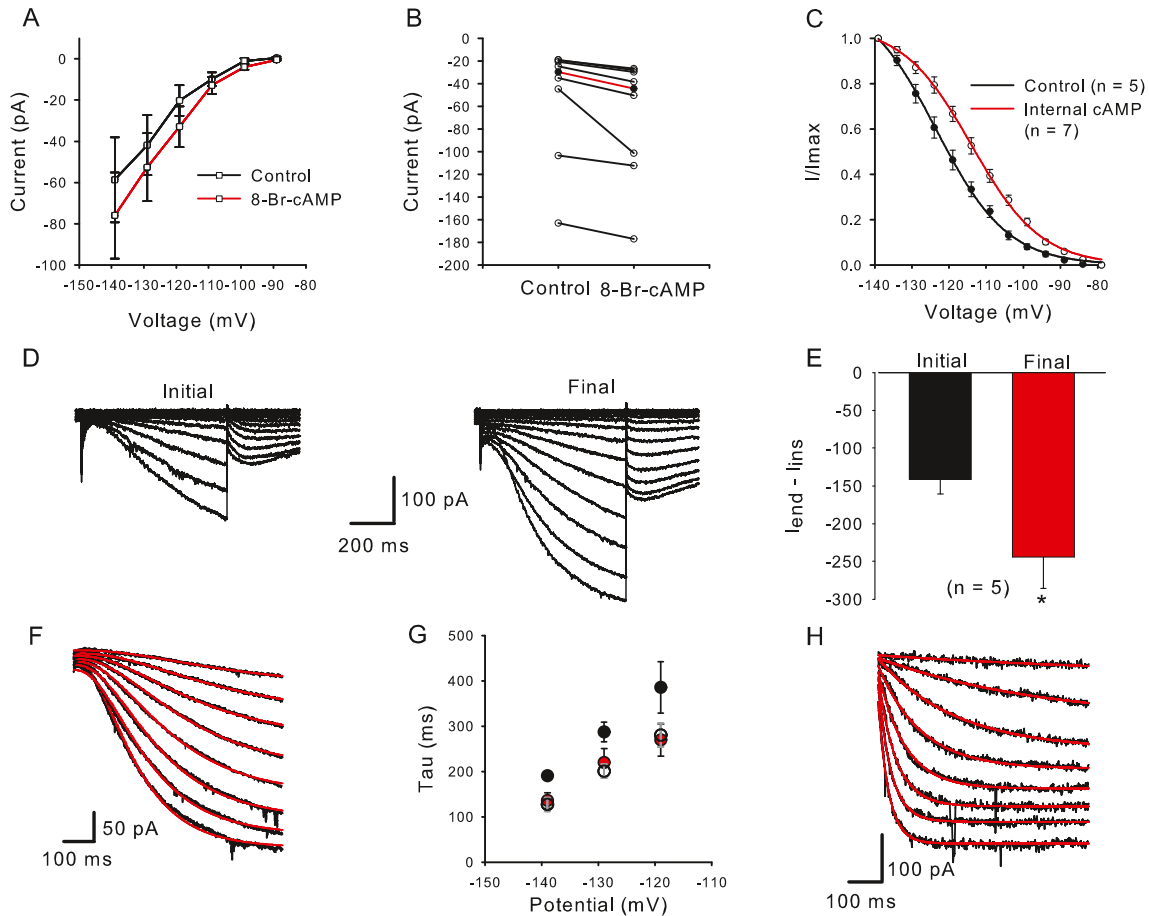 A
0
-20
-40
-60
-80
-100
Current (pA)
-150 -140 -130 -120 -110 -100 -90 -80
Voltage (mV)
Control
8-Br-cAMP
B
0
-20
-40
-60
-80
-100
-120
-140
-160
-180
-200
Current (pA)
Control 8-Br-cAMP
C
1.0
0.8
0.6
0.4
0.2
0.0
I/Imax
-140 -130 -120 -110 -100 -90 -80
Voltage (mV)
Control (n = 5)
Internal cAMP
(n = 7)
D
Initial
Final
100 pA
200 ms
E
Initial Final
0
-50
-100
-150
-200
-250
-300
Iend - Iins
(n = 5)
*
F
50 pA
100 ms
G
500
400
300
200
100
0
Tau (ms)
-150 -140 -130 -120 -110
Potential (mV)
H
100 pA
100 ms